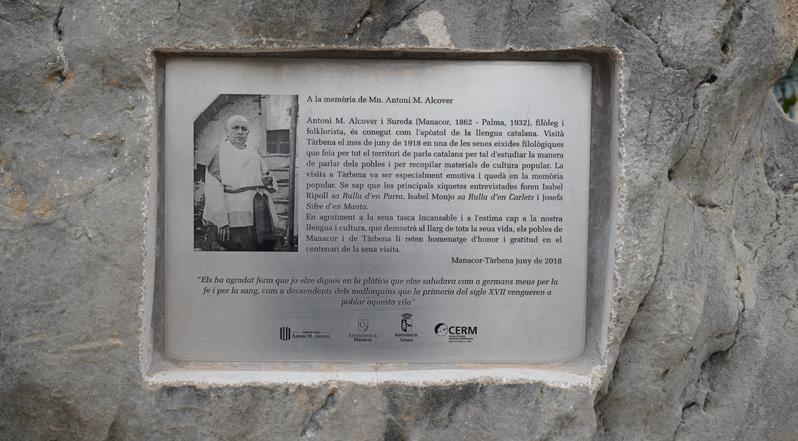 A la memòria de Mn. Antoni M. Alcover
Antoni M. Alcover i Sureda (Manacor, 1862 - Palma, 1932), filòleg i
folklorista, és conegut com l'apòstol de la llengua catalana. Visità
Tàrbena el mes de juny de 1918 en una de les seues eixides filològiques
que feia per tot el territori de parla catalana per tal d'estudiar la manera
de parlar dels pobles i per recopilar materials de cultura popular. La
visita a Tàrbena va ser especialment emotiva i quedà en la memòria
popular. Se sap que les principals xiquetes entrevistades foren Isabel
Ripoll sa Rulla d'en Parra, Isabel Monjo sa Rulla d'en Carlets i Josefa
Sifre d'en Manta.
En agraïment a la seua tasca incansable i a l'estima cap a la nostra
llengua i cultura, que demostrà al llarg de tota la seua vida, els pobles de
Manacor i de Tàrbena li reten homenatge d'honor i gratitud en el
centenari de la seua visita.
Manacor-Tàrbena juny de 2018
"Els ha agradat ferm que jo elze digués en la plàtica que elze saludava com a germans meus per la
fe i per la sang, com a desxendents dels mallorquins que la primeria del sigle XVII vengueren a
poblar aquesta vila"
Antoni M. Alcover
Ajuntament de
Manacor
Ajuntament de
Tàrbena
CERM